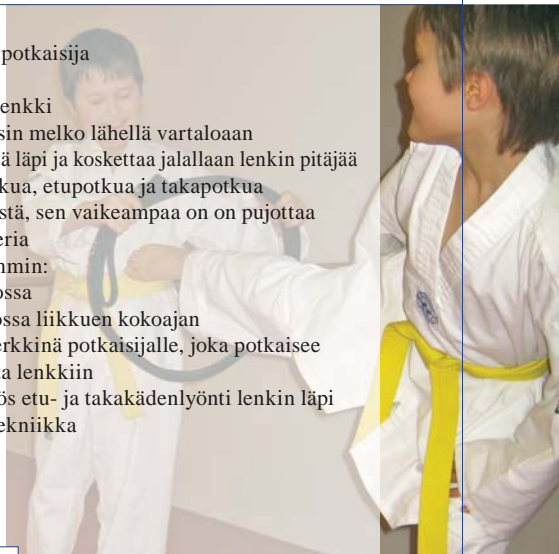 potkaisija
enkki
sin melko lähellä vartaloaan
ä läpi ja koskettaa jalallaan lenkin pitäjää
kua, etupotkua ja takapotkua
stä, sen vaikeampaa on on pujottaa
eria
nmin:
ossa
ossa liikkuen kokoajan
erkkinä potkaisijalle, joka potkaisee
ta lenkkiin
ös etu- ja takakädenlyönti lenkin läpi
ekniikka